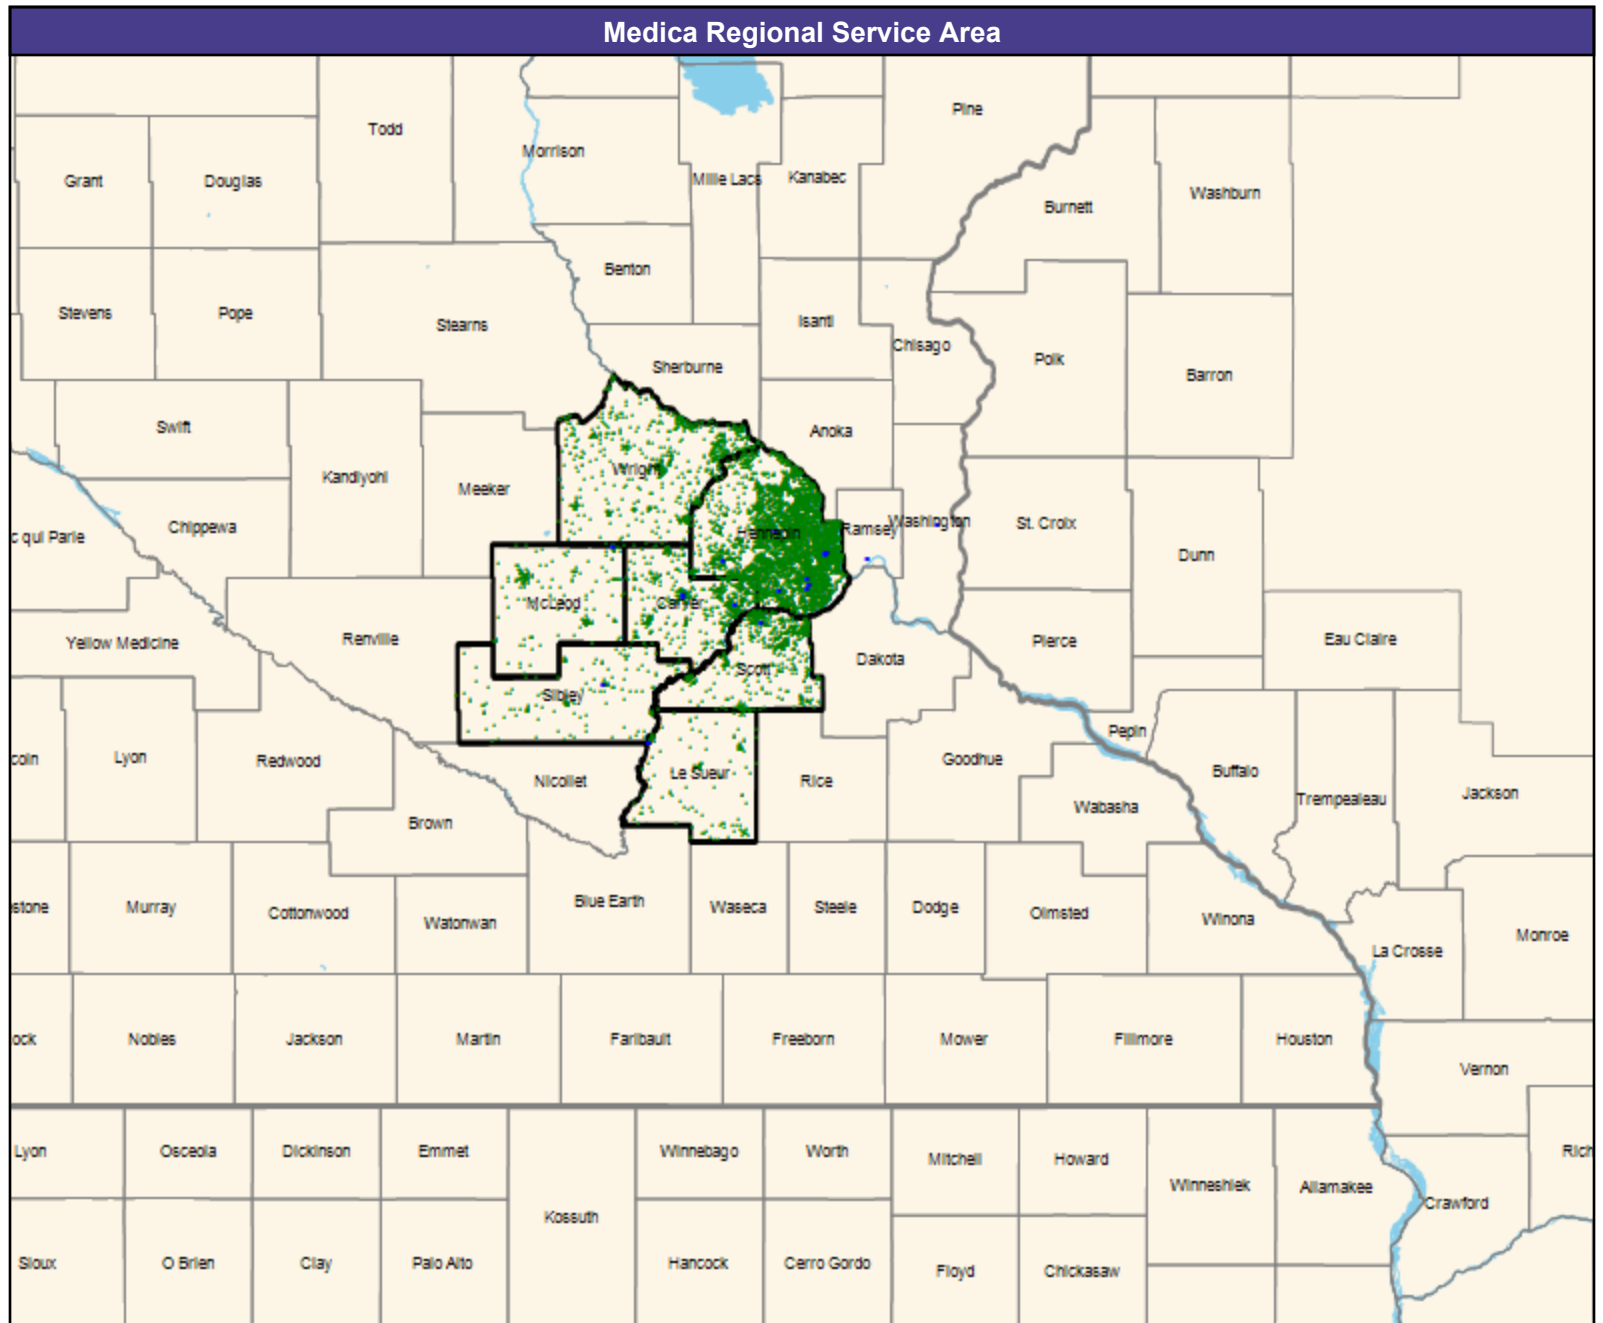 Medica Regional Service Area
Pine
Todd
Morrison
Mille Lacs
Kanabec
Grant
Douglas
Washburn
Burnett
Benton
Stevens
Pope
Stearns
Isanti
Chisago
Polk
Barron
Sherburne
Swift
Anoka
Wright
Kandiyohi
Meeker
Chippewa
c qui Parle
Hennepin
Ramsey
Washington
St. Croix
Dunn
McLeod
Carver
Yellow Medicine
Renville
Pierce
Eau Claire
Dakota
Scott
Sibley
coln
Lyon
Redwood
Nicollet
Le Sueur
Rice
Goodhue
Pepin
Buffalo
Trempealeau
Jackson
Wabasha
Brown
stone
Murray
Cottonwood
Watonwan
Blue Earth
Waseca
Steele
Dodge
Olmsted
Winona
La Crosse
Monroe
ock
Nobles
Jackson
Martin
Faribault
Freeborn
Mower
Fillmore
Houston
Vernon
Lyon
Osceola
Dickinson
Emmet
Winnebago
Worth
Mitchell
Howard
Winneshiek
Allamakee
Crawford
Rich
Kossuth
Sioux
O Brien
Clay
Palo Alto
Hancock
Cerro Gordo
Floyd
Chickasaw